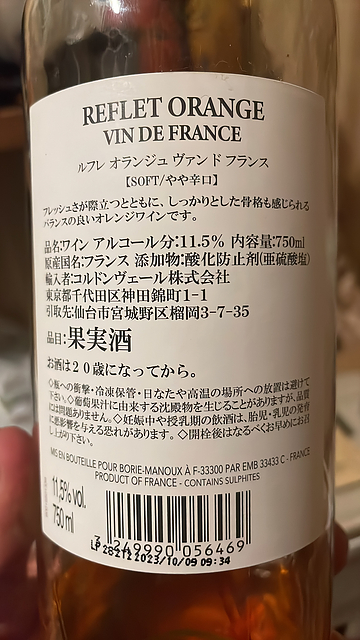 REFLET ORANGE
VIN DE FRANCE
ルフレ オランジュ ヴァンド フランス
【SOFT/やや辛口】
フレッシュさが際立つとともに、しっかりとした骨格も感じられる
バランスの良いオレンジワインです。
品名:ワイン アルコール分:11.5% 内容量:750ml
原産国名:フランス 添加物:酸化防止剤(亜硫酸塩)
輸入者:コルドンヴェール株式会社
東京都千代田区神田錦町1-1
引取先:仙台市宮城野区榴岡3-7-35
品目:果実酒
お酒は20歳になってから。
◇瓶への衝撃・冷凍保管・日なたや高温の場所への放置は避けて
下さい。◇葡萄果汁に由来する沈殿物を生じることがありますが、品質
には問題ありません。◇妊娠中や授乳期の飲酒は、胎児・乳児の発育
に悪影響を与える恐れがあります。◇開栓後はなるべくお早めにお召
し上がり下さい。
MIS EN BOUTEILLE POUR BORIE-MANOUX À F-33300 PAR EMB 33433 C - FRANCE
PRODUCT OF FRANCE - CONTAINS SULPHITES
11,5% vol.
750 ml
3 249990 056469
LP28212 2023/10/09 09:34